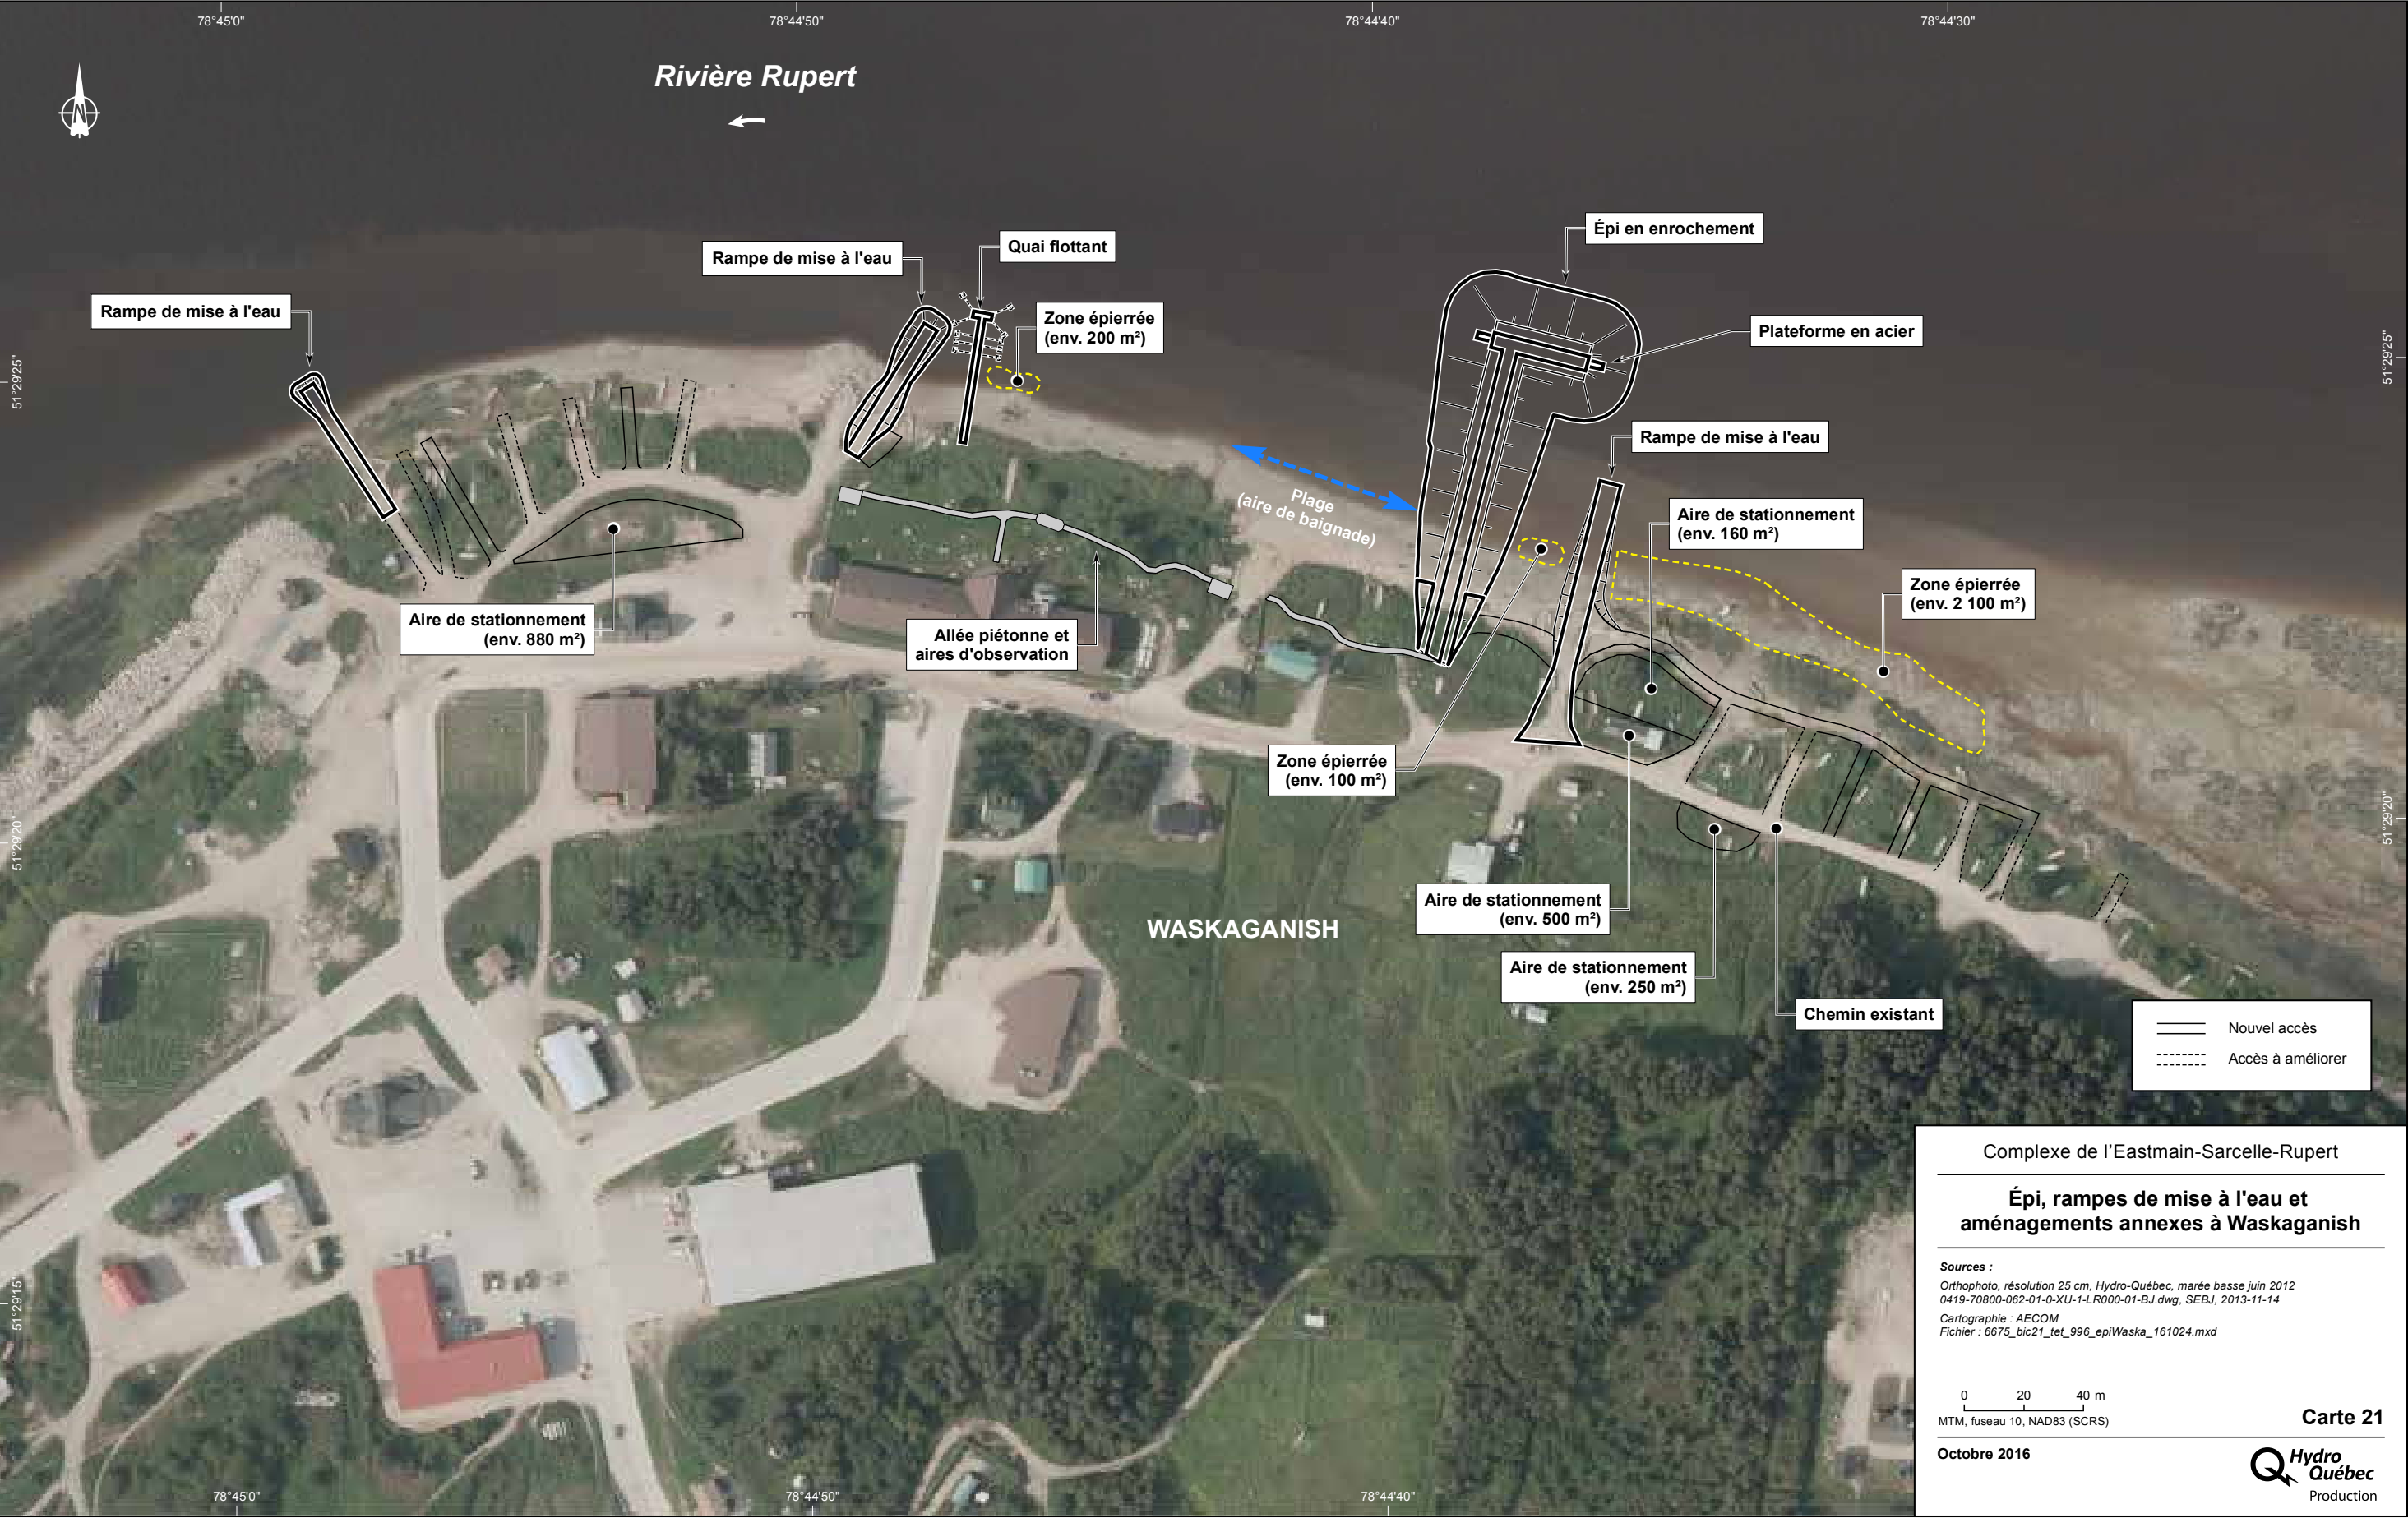 78°45'0"
78°44'50"
78°44'40"
78°44'30"
Rivière Rupert
N
Épi en enrochement
Quai flottant
Rampe de mise à l'eau
Rampe de mise à l'eau
Zone épierrée
(env. 200 m²)
Plateforme en acier
51°29'25"
51°29'25"
Rampe de mise à l'eau
Plage
(aire de baignade)
Aire de stationnement
(env. 160 m²)
Zone épierrée
(env. 2 100 m²)
Aire de stationnement
(env. 880 m²)
Allée piétonne et
aires d'observation
Zone épierrée
(env. 100 m²)
51°29'20"
51°29'20"
Aire de stationnement
(env. 500 m²)
WASKAGANISH
Aire de stationnement
(env. 250 m²)
Chemin existant
Nouvel accès
Accès à améliorer
Complexe de l'Eastmain-Sarcelle-Rupert
Épi, rampes de mise à l'eau et
aménagements annexes à Waskaganish
Sources :
Orthophoto, résolution 25 cm, Hydro-Québec, marée basse juin 2012
0419-70800-062-01-0-XU-1-LR000-01-BJ.dwg, SEBJ, 2013-11-14
Cartographie : AECOM
Fichier : 6675_bic21_tet_996_epiWaska_161024.mxd
51°29'15"
0 20 40 m
MTM, fuseau 10, NAD83 (SCRS)
Carte 21
Octobre 2016
Hydro
Québec
Production
78°45'0"
78°44'50"
78°44'40"